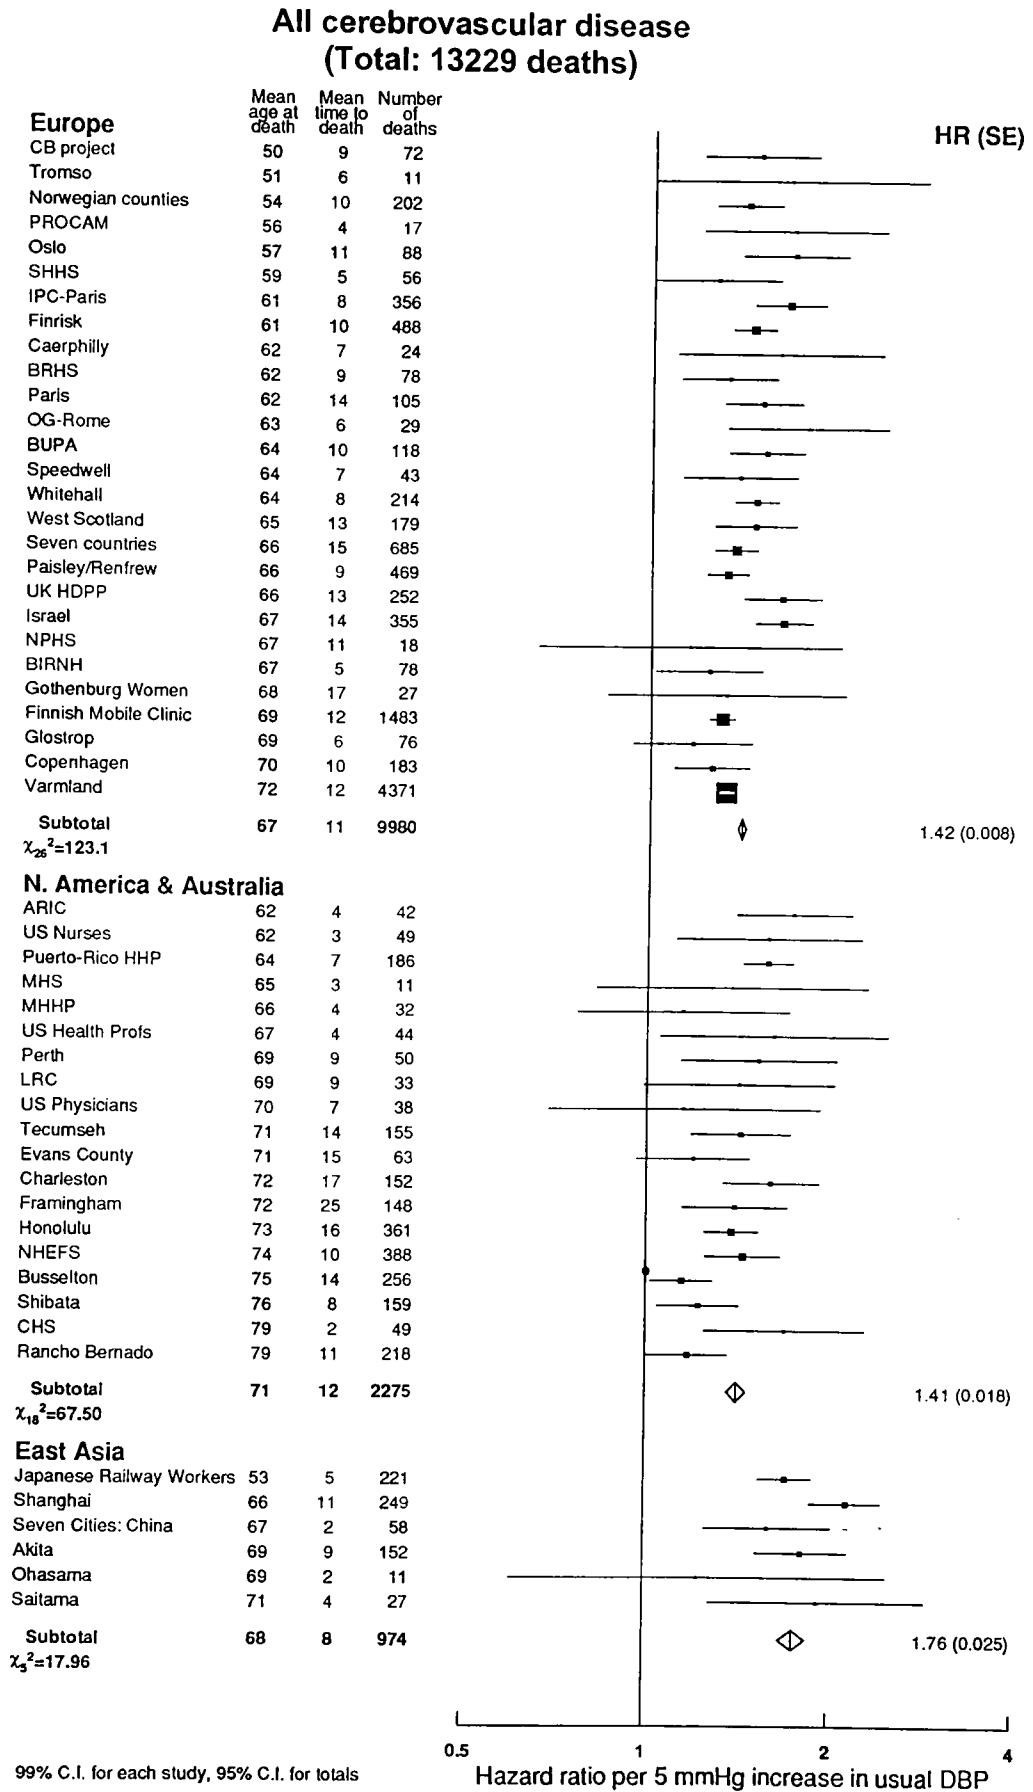 All cerebrovascular disease
(Total: 13229 deaths)
Mean age at death Mean time to death Number of deaths
Europe HR (SE)
CB project 50 9 72
Tromso 51 6 11
Norwegian counties 54 10 202
PROCAM 56 4 17
Oslo 57 11 88
SHHS 59 5 56
IPC-Paris 61 8 356
Finrisk 61 10 488
Caerphilly 62 7 24
BRHS 62 9 78
Paris 62 14 105
OG-Rome 63 6 29
BUPA 64 10 118
Speedwell 64 7 43
Whitehall 64 8 214
West Scotland 65 13 179
Seven countries 66 15 685
Paisley/Renfrew 66 9 469
UK HDPP 66 13 252
Israel 67 14 355
NPHS 67 11 18
BIRNH 67 5 78
Gothenburg Women 68 17 27
Finnish Mobile Clinic 69 12 1483
Glostrop 69 6 76
Copenhagen 70 10 183
Varmland 72 12 4371
Subtotal 67 11 9980 1.42 (0.008)
χ₂₆²=123.1
N. America & Australia
ARIC 62 4 42
US Nurses 62 3 49
Puerto-Rico HHP 64 7 186
MHS 65 3 11
MHHP 66 4 32
US Health Profs 67 4 44
Perth 69 9 50
LRC 69 9 33
US Physicians 70 7 38
Tecumseh 71 14 155
Evans County 71 15 63
Charleston 72 17 152
Framingham 72 25 148
Honolulu 73 16 361
NHEFS 74 10 388
Busselton 75 14 256
Shibata 76 8 159
CHS 79 2 49
Rancho Bernado 79 11 218
Subtotal 71 12 2275 1.41 (0.018)
χ₁₈²=67.50
East Asia
Japanese Railway Workers 53 5 221
Shanghai 66 11 249
Seven Cities: China 67 2 58
Akita 69 9 152
Ohasama 69 2 11
Saitama 71 4 27
Subtotal 68 8 974 1.76 (0.025)
χ₅²=17.96
0.5 1 2 4
99% C.I. for each study, 95% C.I. for totals Hazard ratio per 5 mmHg increase in usual DBP